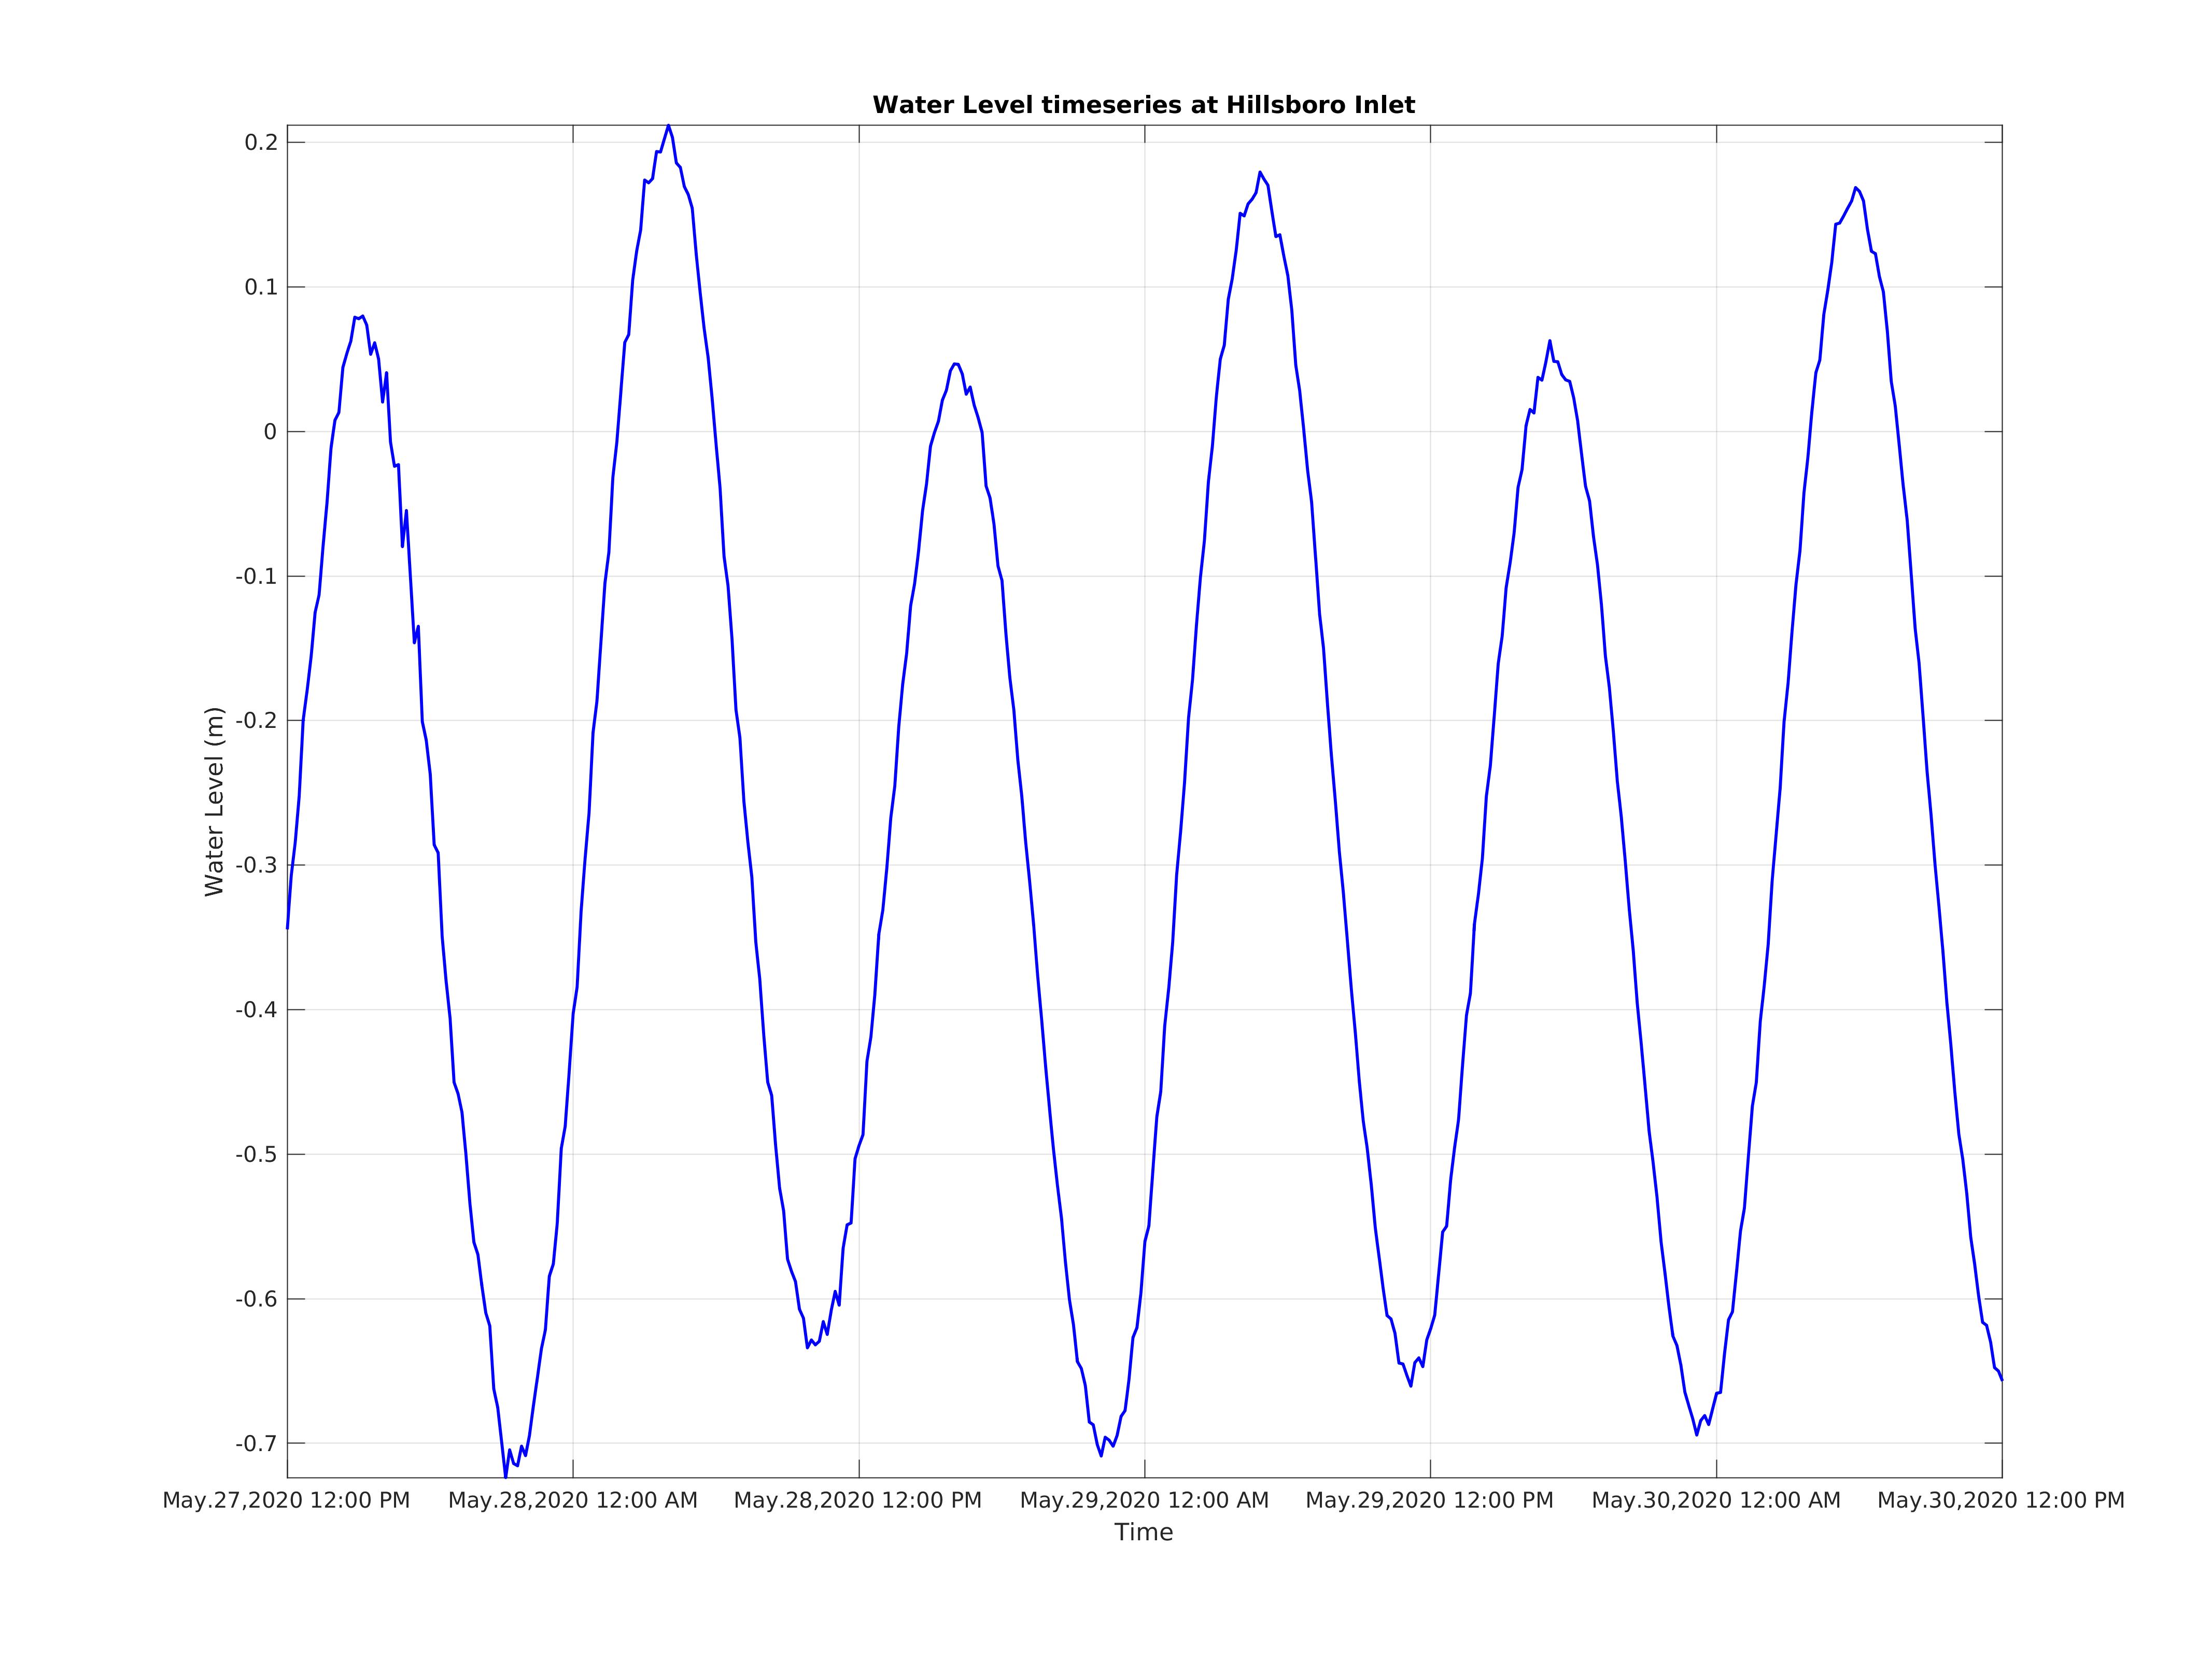 Water Level timeseries at Hillsboro Inlet
0.2
0.1
0
-0.1
-0.2
-0.3
-0.4
-0.5
-0.6
-0.7
Water Level (m)
May.27,2020 12:00 PM May.28,2020 12:00 AM May.28,2020 12:00 PM May.29,2020 12:00 AM May.29,2020 12:00 PM May.30,2020 12:00 AM May.30,2020 12:00 PM
Time